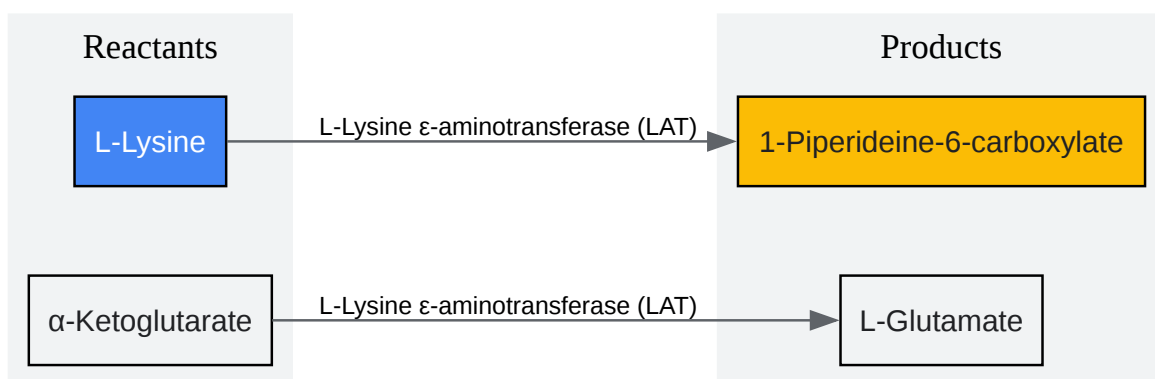 Reactants
Products
L-Lysine
L-Lysine ε-aminotransferase (LAT)
1-Piperideine-6-carboxylate
α-Ketoglutarate
L-Lysine ε-aminotransferase (LAT)
L-Glutamate